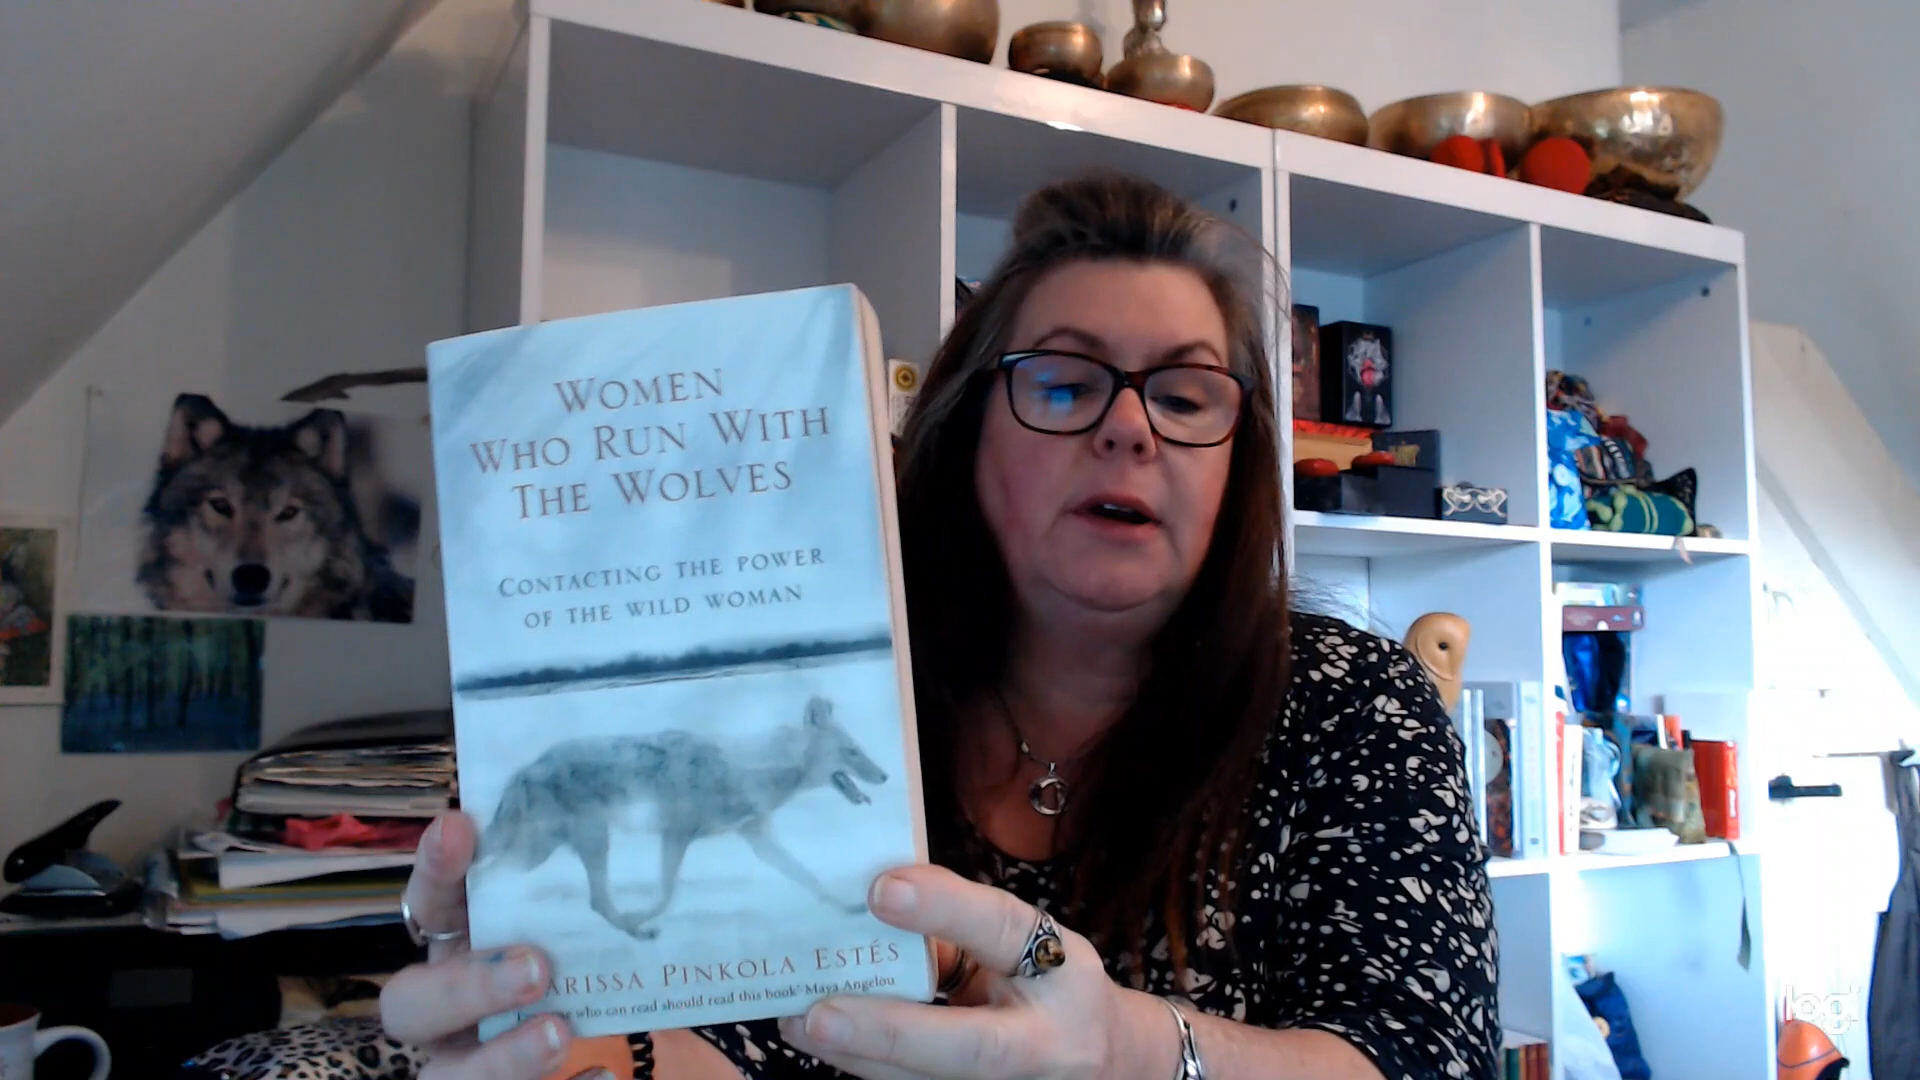 WOMEN
WHO RUN WITH
THE WOLVES
CONTACTING THE POWER
OF THE WILD WOMAN
ARISSA PINKOLA ESTÉS
who can read should read this book' Maya Angelou
logi